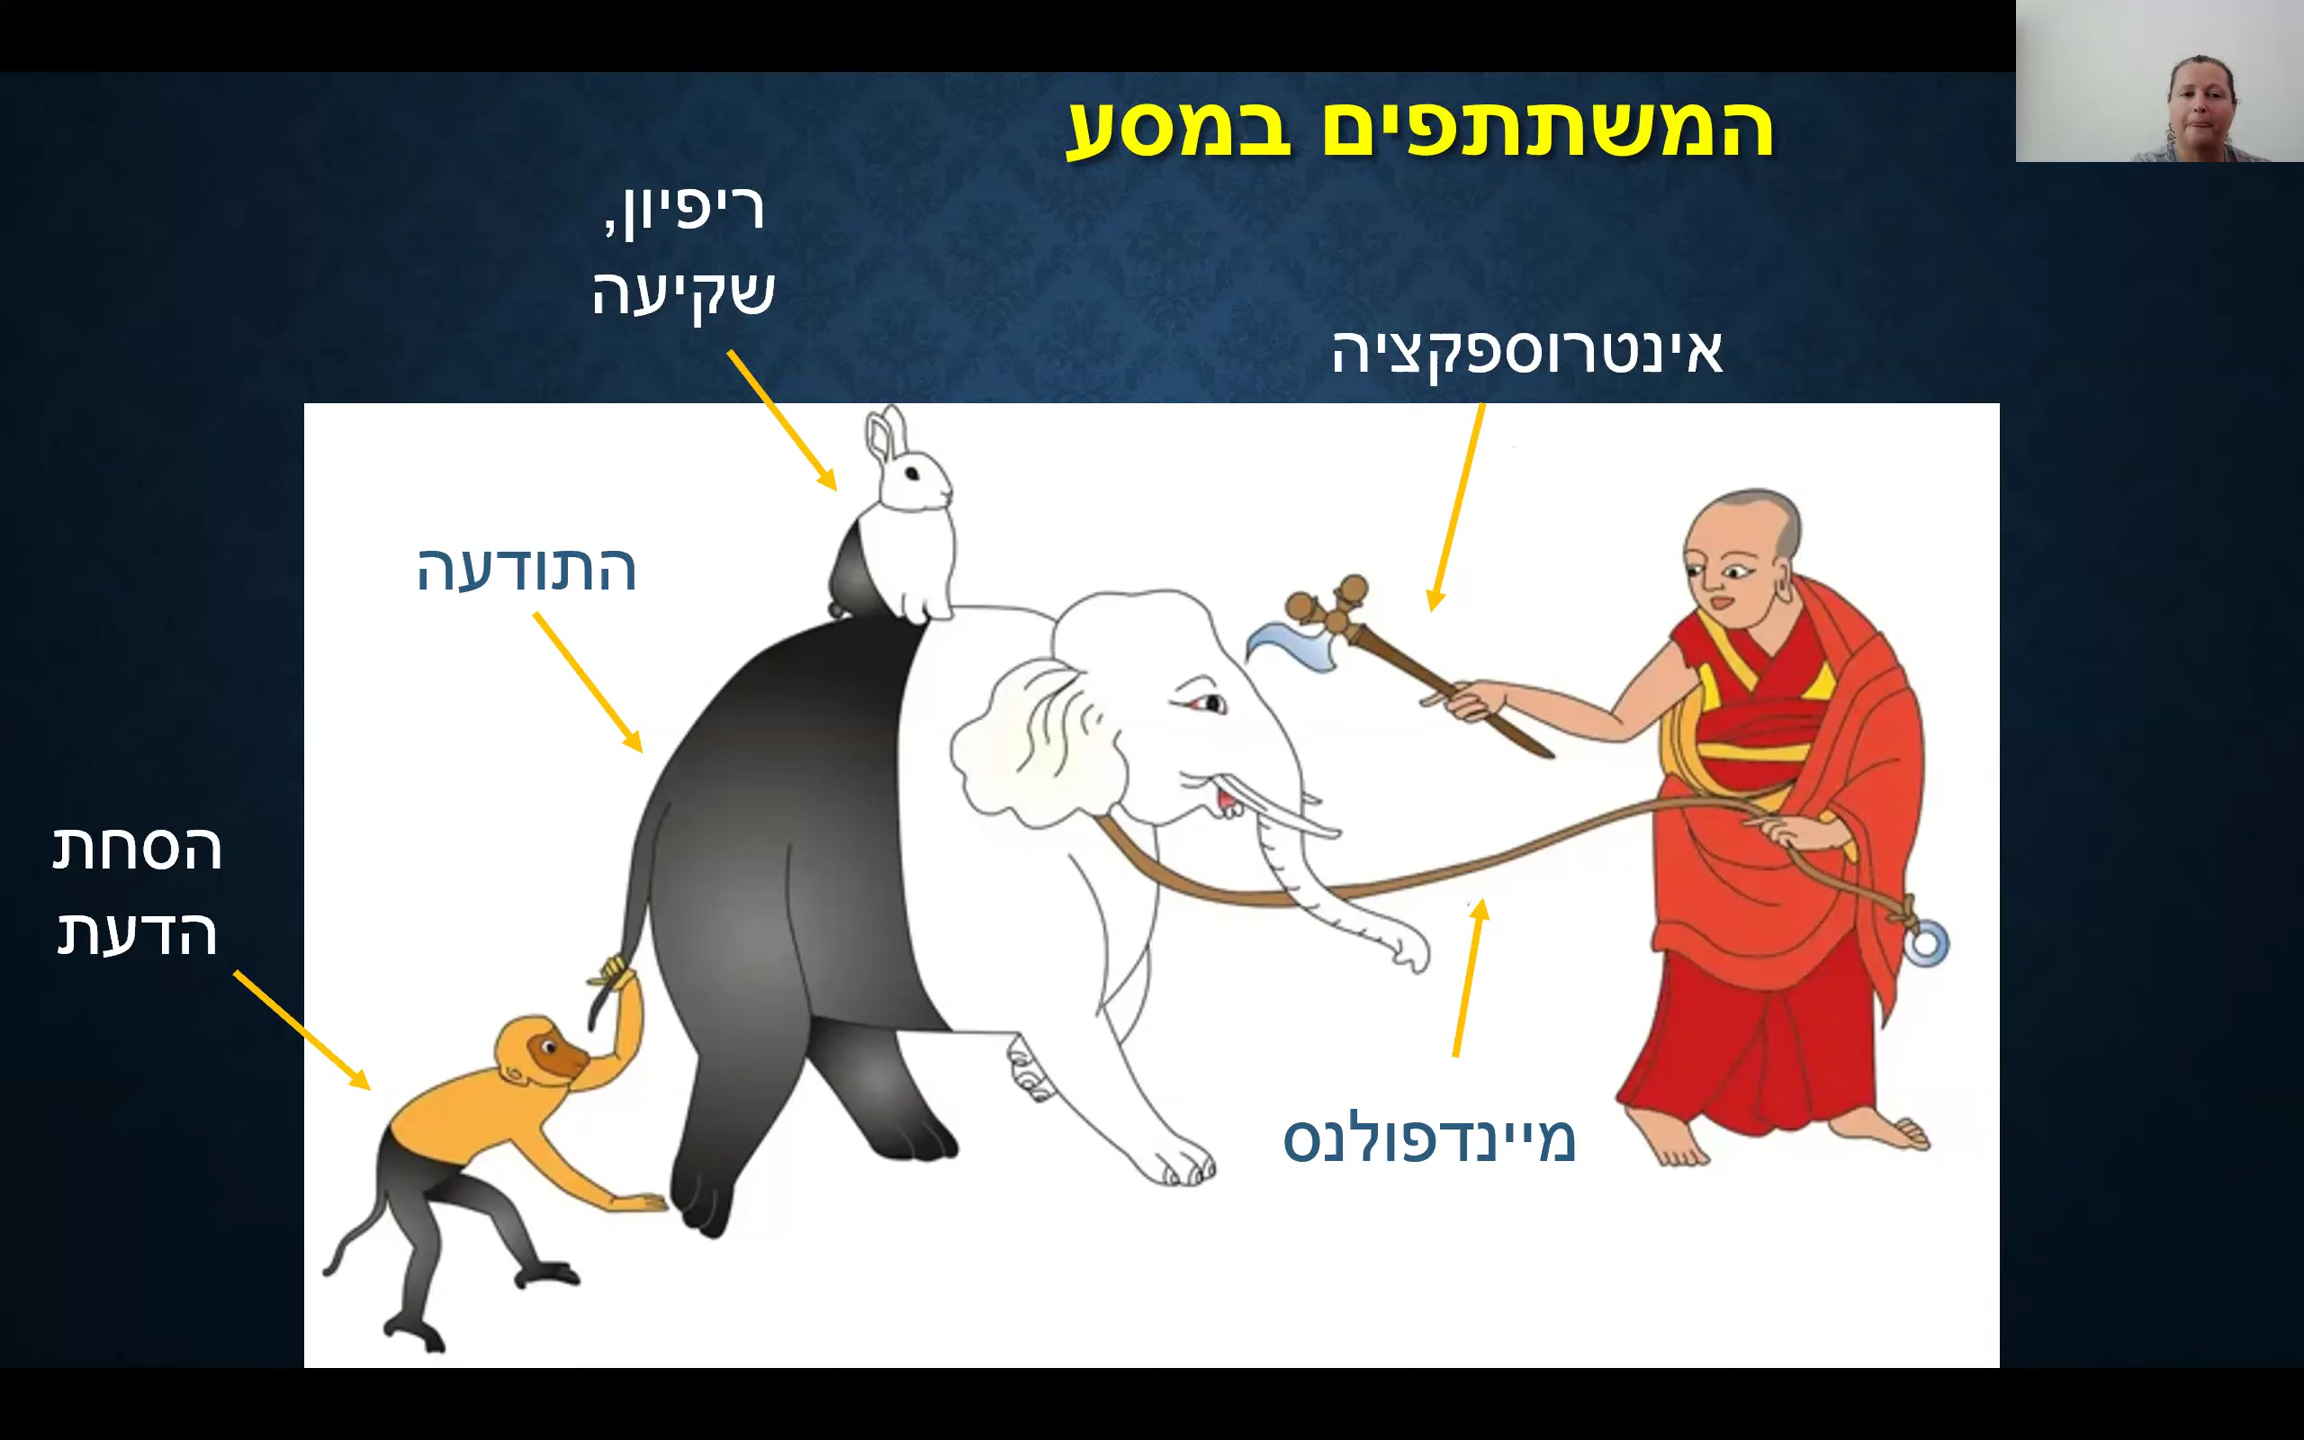 המשתתפים במסע
ריפיון,
שקיעה
אינטרוספקציה
התודעה
הסחת
הדעת
מיינדפולנס